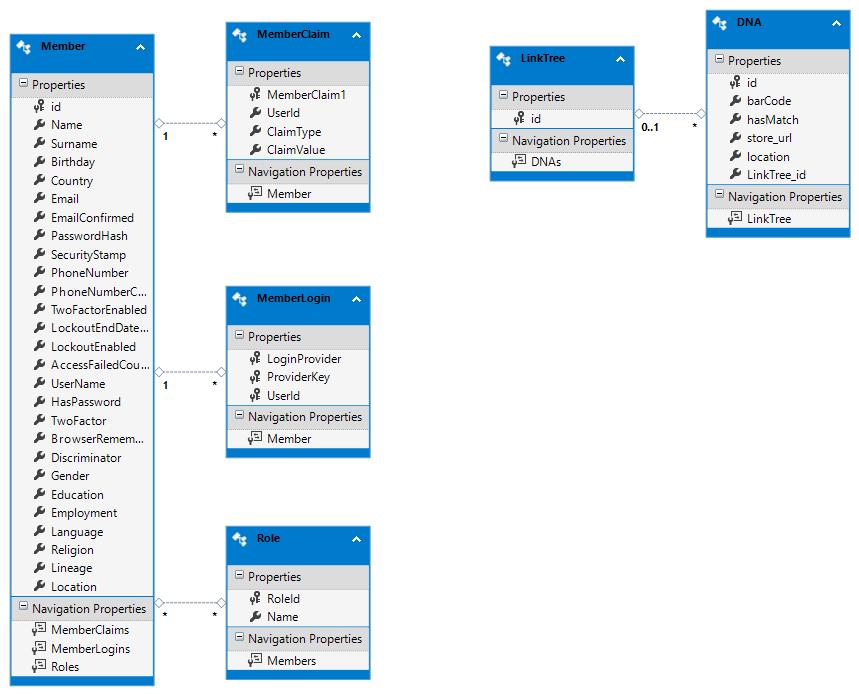 Member
Properties
id
Name
Surname
Birthday
Country
Email
EmailConfirmed
PasswordHash
SecurityStamp
PhoneNumber
PhoneNumberC...
TwoFactorEnabled
LockoutEndDate...
LockoutEnabled
AccessFailedCou...
UserName
HasPassword
TwoFactor
BrowserRemem...
Discriminator
Gender
Education
Employment
Language
Religion
Lineage
Location
Navigation Properties
MemberClaims
MemberLogins
Roles
1 *
MemberClaim
Properties
MemberClaim1
UserId
ClaimType
ClaimValue
Navigation Properties
Member
1 *
MemberLogin
Properties
LoginProvider
ProviderKey
UserId
Navigation Properties
Member
* *
Role
Properties
RoleId
Name
Navigation Properties
Members
LinkTree
Properties
id
Navigation Properties
DNAs
0..1 *
DNA
Properties
id
barCode
hasMatch
store_url
location
LinkTree_id
Navigation Properties
LinkTree